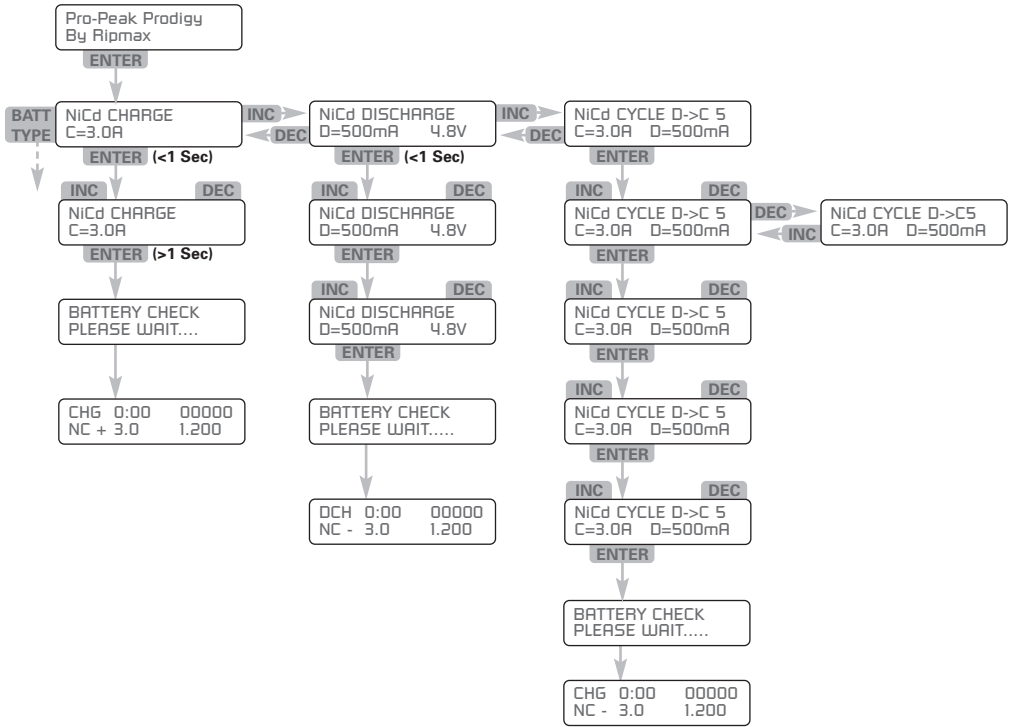 Pro-Peak Prodigy
By Ripmax
ENTER
BATT
TYPE
NiCd CHARGE
C=3.0A
INC
DEC
NiCd DISCHARGE
D=500mA 4.8V
INC
DEC
NiCd CYCLE D->C 5
C=3.0A D=500mA
ENTER (<1 Sec)
ENTER (<1 Sec)
ENTER
INC DEC
NiCd CHARGE
C=3.0A
INC DEC
NiCd DISCHARGE
D=500mA 4.8V
INC DEC
NiCd CYCLE D->C 5
C=3.0A D=500mA
DEC
INC
NiCd CYCLE D->C5
C=3.0A D=500mA
ENTER (>1 Sec)
ENTER
ENTER
BATTERY CHECK
PLEASE WAIT....
INC DEC
NiCd DISCHARGE
D=500mA 4.8V
INC DEC
NiCd CYCLE D->C 5
C=3.0A D=500mA
ENTER
ENTER
CHG 0:00 00000
NC + 3.0 1.200
BATTERY CHECK
PLEASE WAIT.....
INC DEC
NiCd CYCLE D->C 5
C=3.0A D=500mA
ENTER
DCH 0:00 00000
NC - 3.0 1.200
INC DEC
NiCd CYCLE D->C 5
C=3.0A D=500mA
ENTER
BATTERY CHECK
PLEASE WAIT.....
CHG 0:00 00000
NC - 3.0 1.200